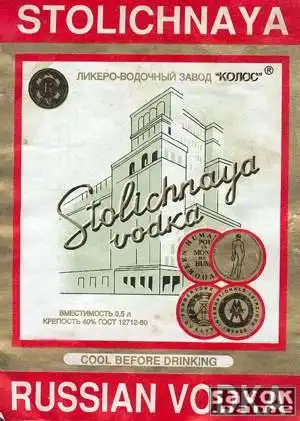 STOLICHNAYA
ЛИКЕРО-ВОДОЧНЫЙ ЗАВОД "КОЛОС" ®
Stolichnaya
vodka
ВМЕСТИМОСТЬ 0,5 л
КРЕПОСТЬ 40% ГОСТ 12712-80
COOL BEFORE DRINKING
RUSSIAN VO
savok
name